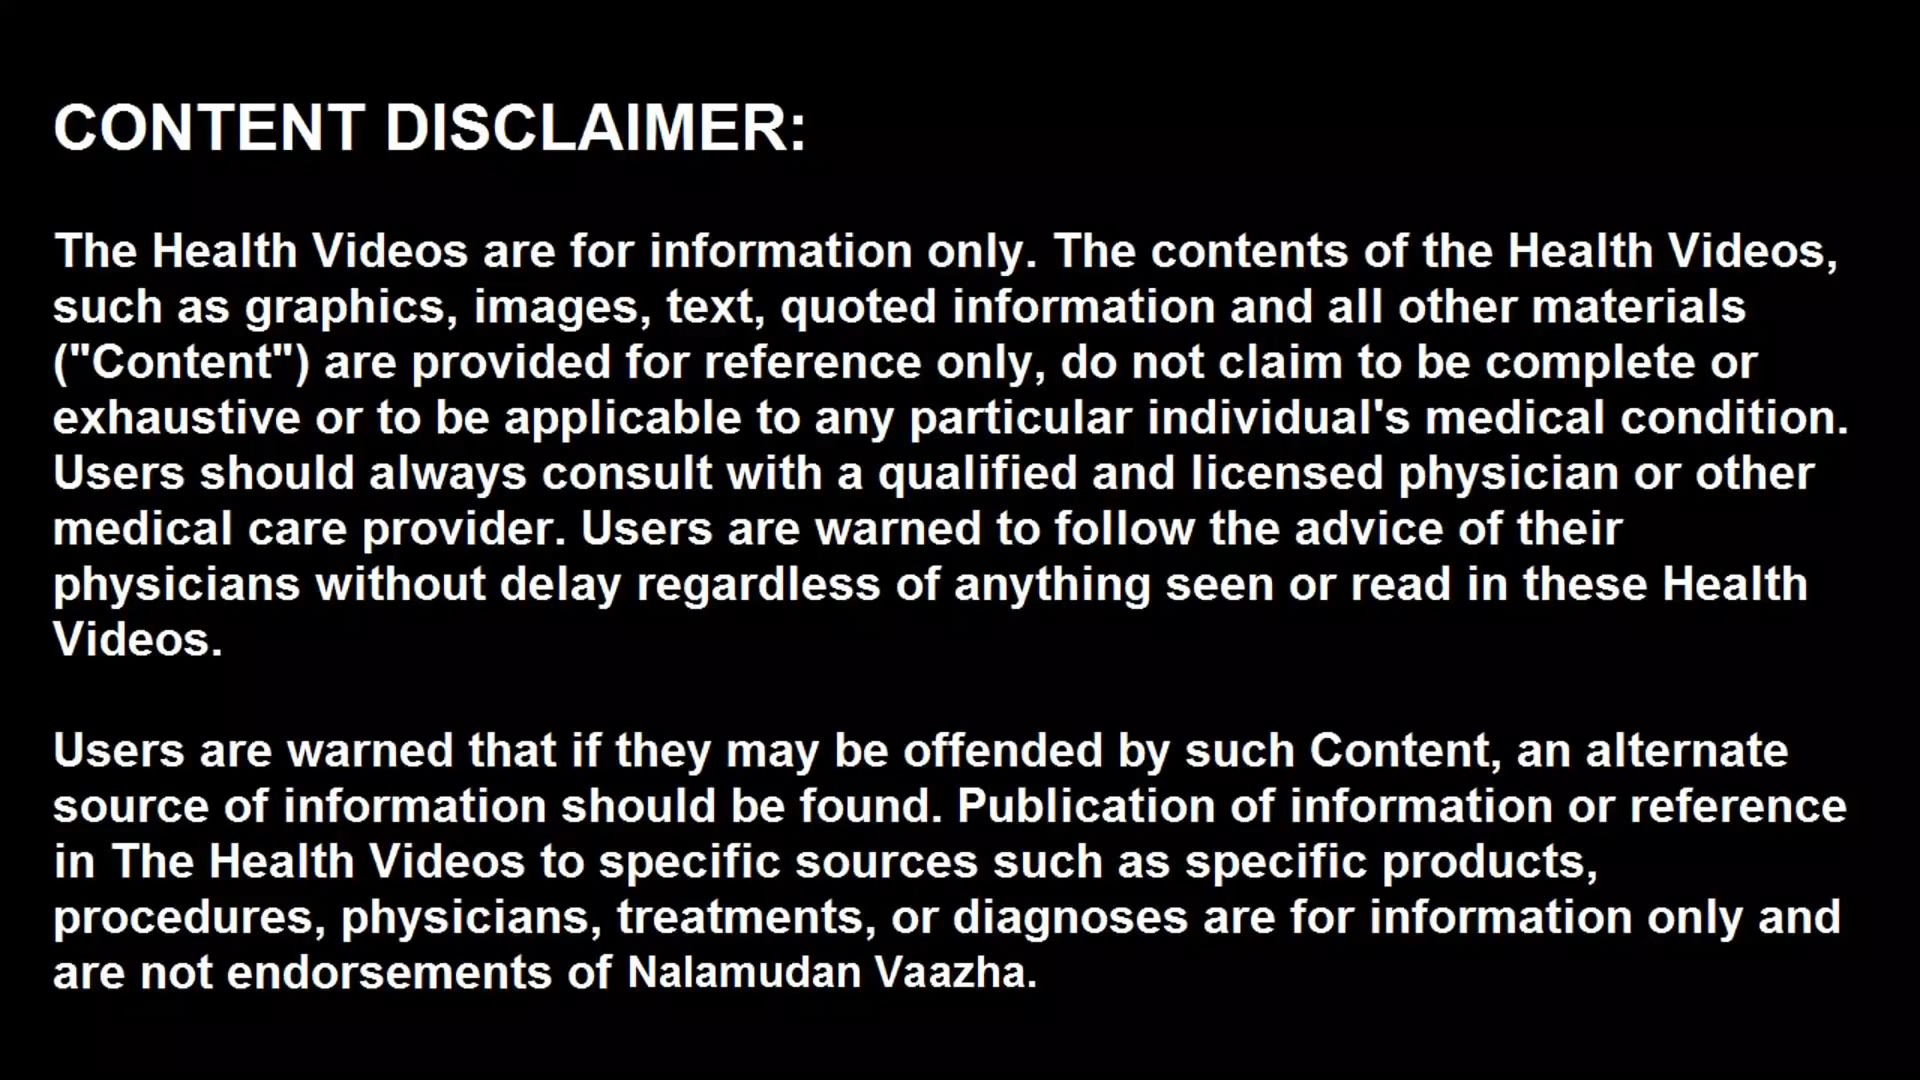 CONTENT DISCLAIMER:
The Health Videos are for information only. The contents of the Health Videos,
such as graphics, images, text, quoted information and all other materials
("Content") are provided for reference only, do not claim to be complete or
exhaustive or to be applicable to any particular individual's medical condition.
Users should always consult with a qualified and licensed physician or other
medical care provider. Users are warned to follow the advice of their
physicians without delay regardless of anything seen or read in these Health
Videos.
Users are warned that if they may be offended by such Content, an alternate
source of information should be found. Publication of information or reference
in The Health Videos to specific sources such as specific products,
procedures, physicians, treatments, or diagnoses are for information only and
are not endorsements of Nalamudan Vaazha.